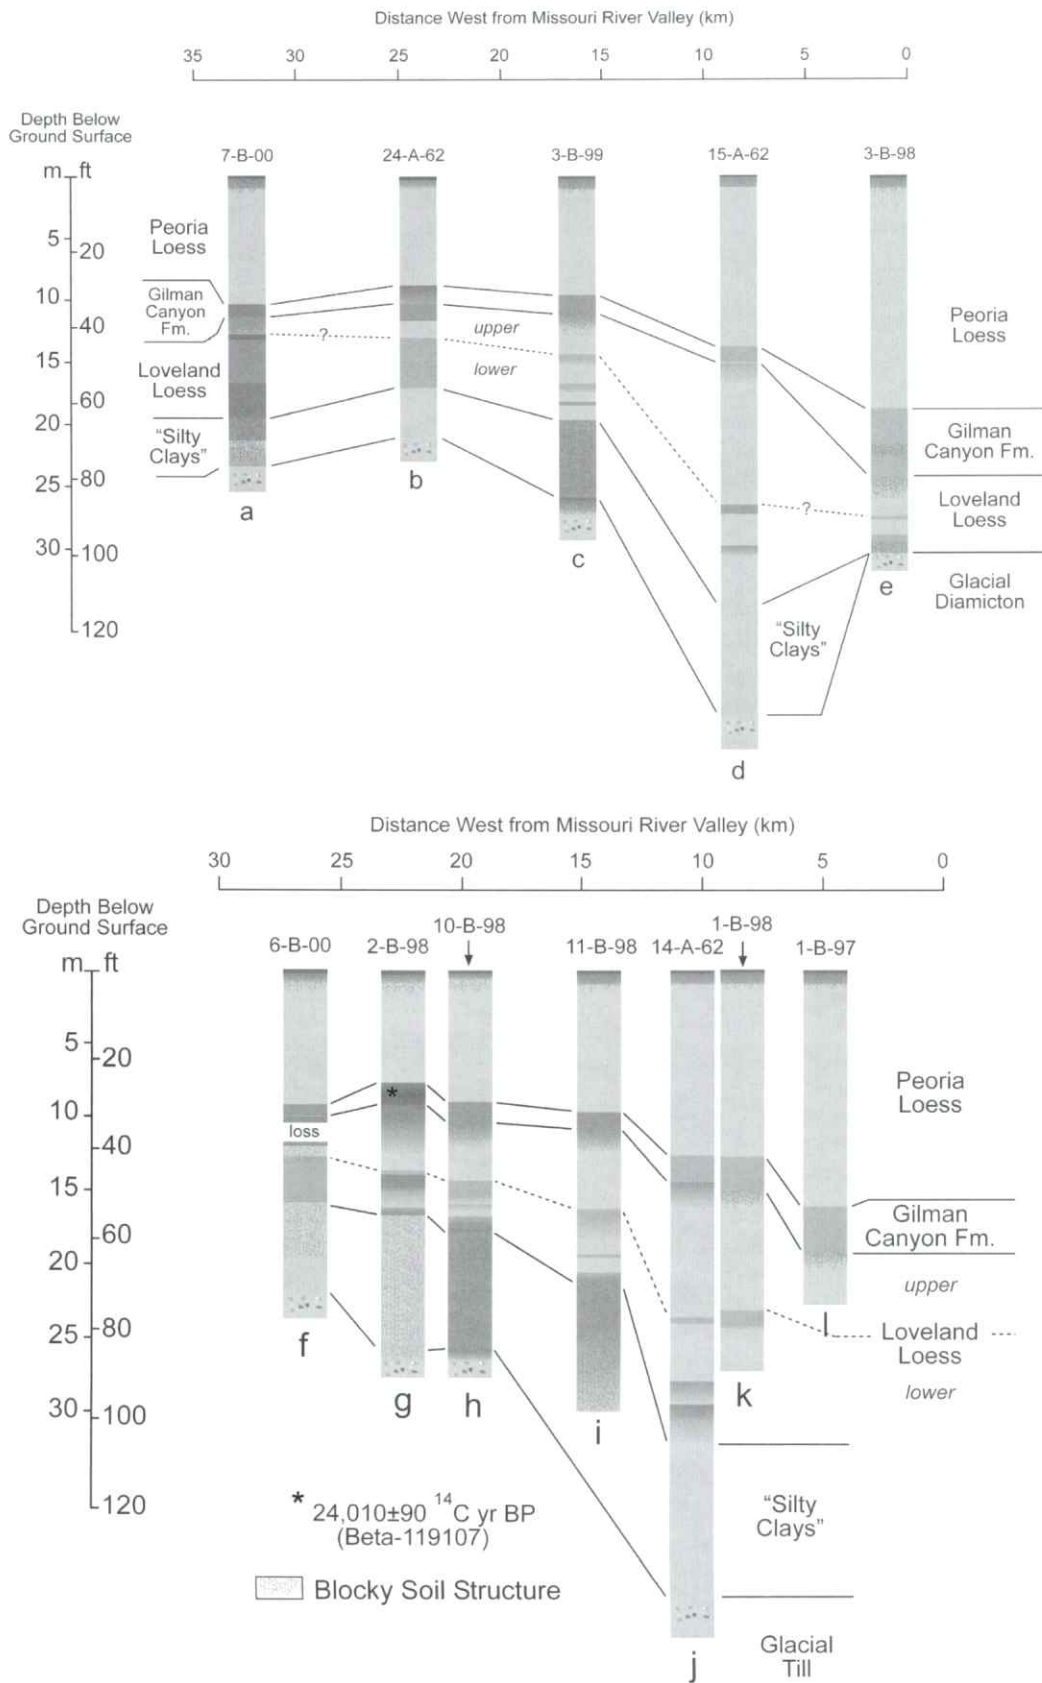 Distance West from Missouri River Valley (km)
35 30 25 20 15 10 5 0
Depth Below
Ground Surface
m ft
7-B-00 24-A-62 3-B-99 15-A-62 3-B-98
Peoria
Loess
5 20
Gilman
Canyon
Fm.
10
40
upper
?
lower
Loveland
Loess
15
60
20
"Silty
Clays"
80
25
30 100
120
Peoria
Loess
Gilman
Canyon Fm.
Loveland
Loess
?
Glacial
Diamicton
"Silty
Clays"
a b c d e
Distance West from Missouri River Valley (km)
30 25 20 15 10 5 0
Depth Below
Ground Surface
m ft
6-B-00 2-B-98 10-B-98 11-B-98 14-A-62 1-B-98 1-B-97
5 20
Peoria
Loess
*
10
loss
40
15
Gilman
Canyon Fm.
60
20
upper
80
25
Loveland
Loess
lower
30 100
120
f g h i j k l
"Silty
Clays"
Glacial
Till
* 24,010±90 14C yr BP
(Beta-119107)
Blocky Soil Structure